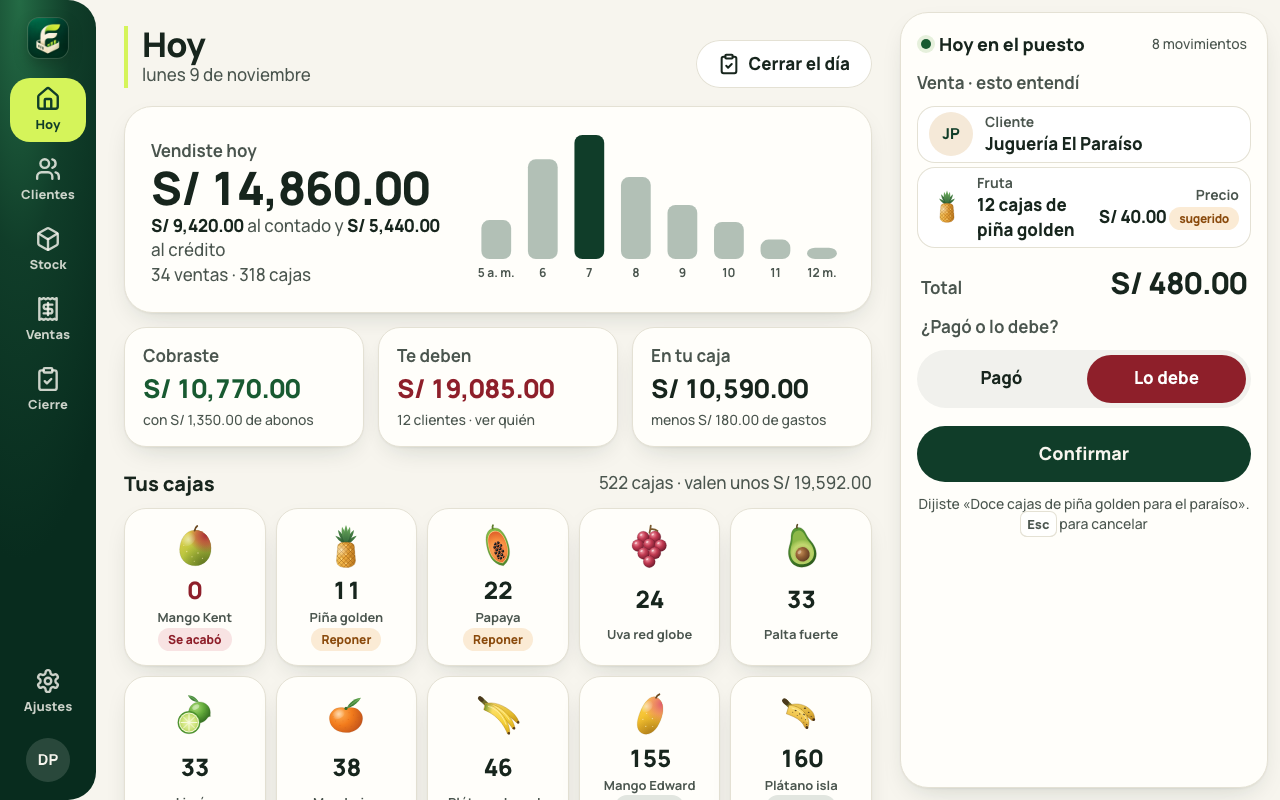 Hoy
Clientes
Stock
Ventas
Cierre
Ajustes
DP
Hoy
lunes 9 de noviembre
Cerrar el día
Vendiste hoy
S/ 14,860.00
S/ 9,420.00 al contado y S/ 5,440.00
al crédito
34 ventas · 318 cajas
5 a. m. 6 7 8 9 10 11 12 m.
Cobraste
S/ 10,770.00
con S/ 1,350.00 de abonos
Te deben
S/ 19,085.00
12 clientes · ver quién
En tu caja
S/ 10,590.00
menos S/ 180.00 de gastos
Tus cajas
522 cajas · valen unos S/ 19,592.00
0
Mango Kent
Se acabó
11
Piña golden
Reponer
22
Papaya
Reponer
24
Uva red globe
33
Palta fuerte
33
38
46
155
Mango Edward
160
Plátano isla
Hoy en el puesto
8 movimientos
Venta · esto entendí
JP
Cliente
Juguería El Paraíso
Fruta
12 cajas de
piña golden
Precio
S/ 40.00 sugerido
Total
S/ 480.00
¿Pagó o lo debe?
Pagó
Lo debe
Confirmar
Dijiste «Doce cajas de piña golden para el paraíso».
Esc para cancelar